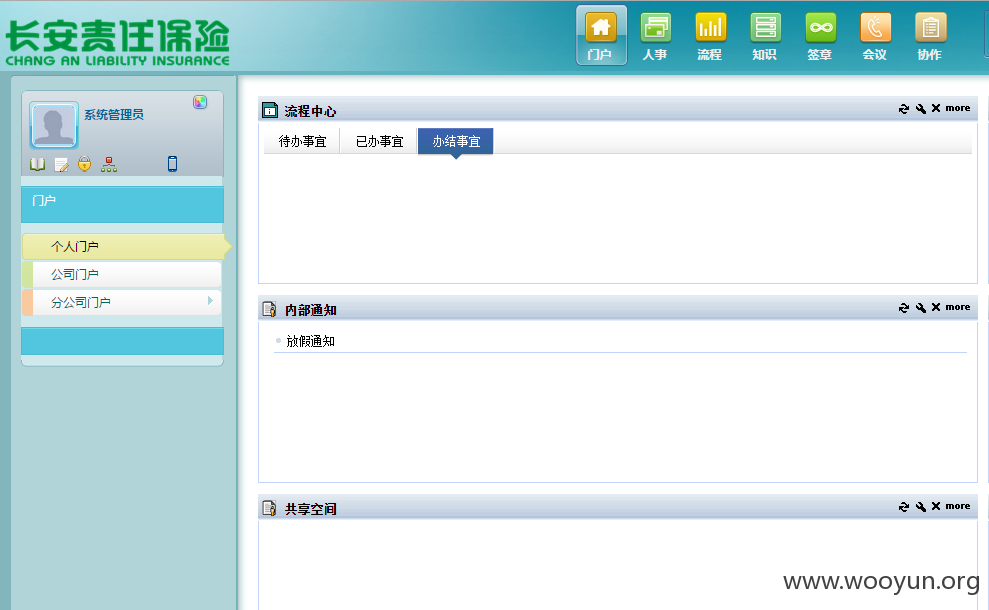 长安责任保险
CHANG AN LIABILITY INSURANCE
门户 人事 流程 知识 签章 会议 协作
系统管理员
门户
个人门户
公司门户
分公司门户
流程中心 more
待办事宜 已办事宜 办结事宜
内部通知 more
放假通知
共享空间 more
www.wooyun.org